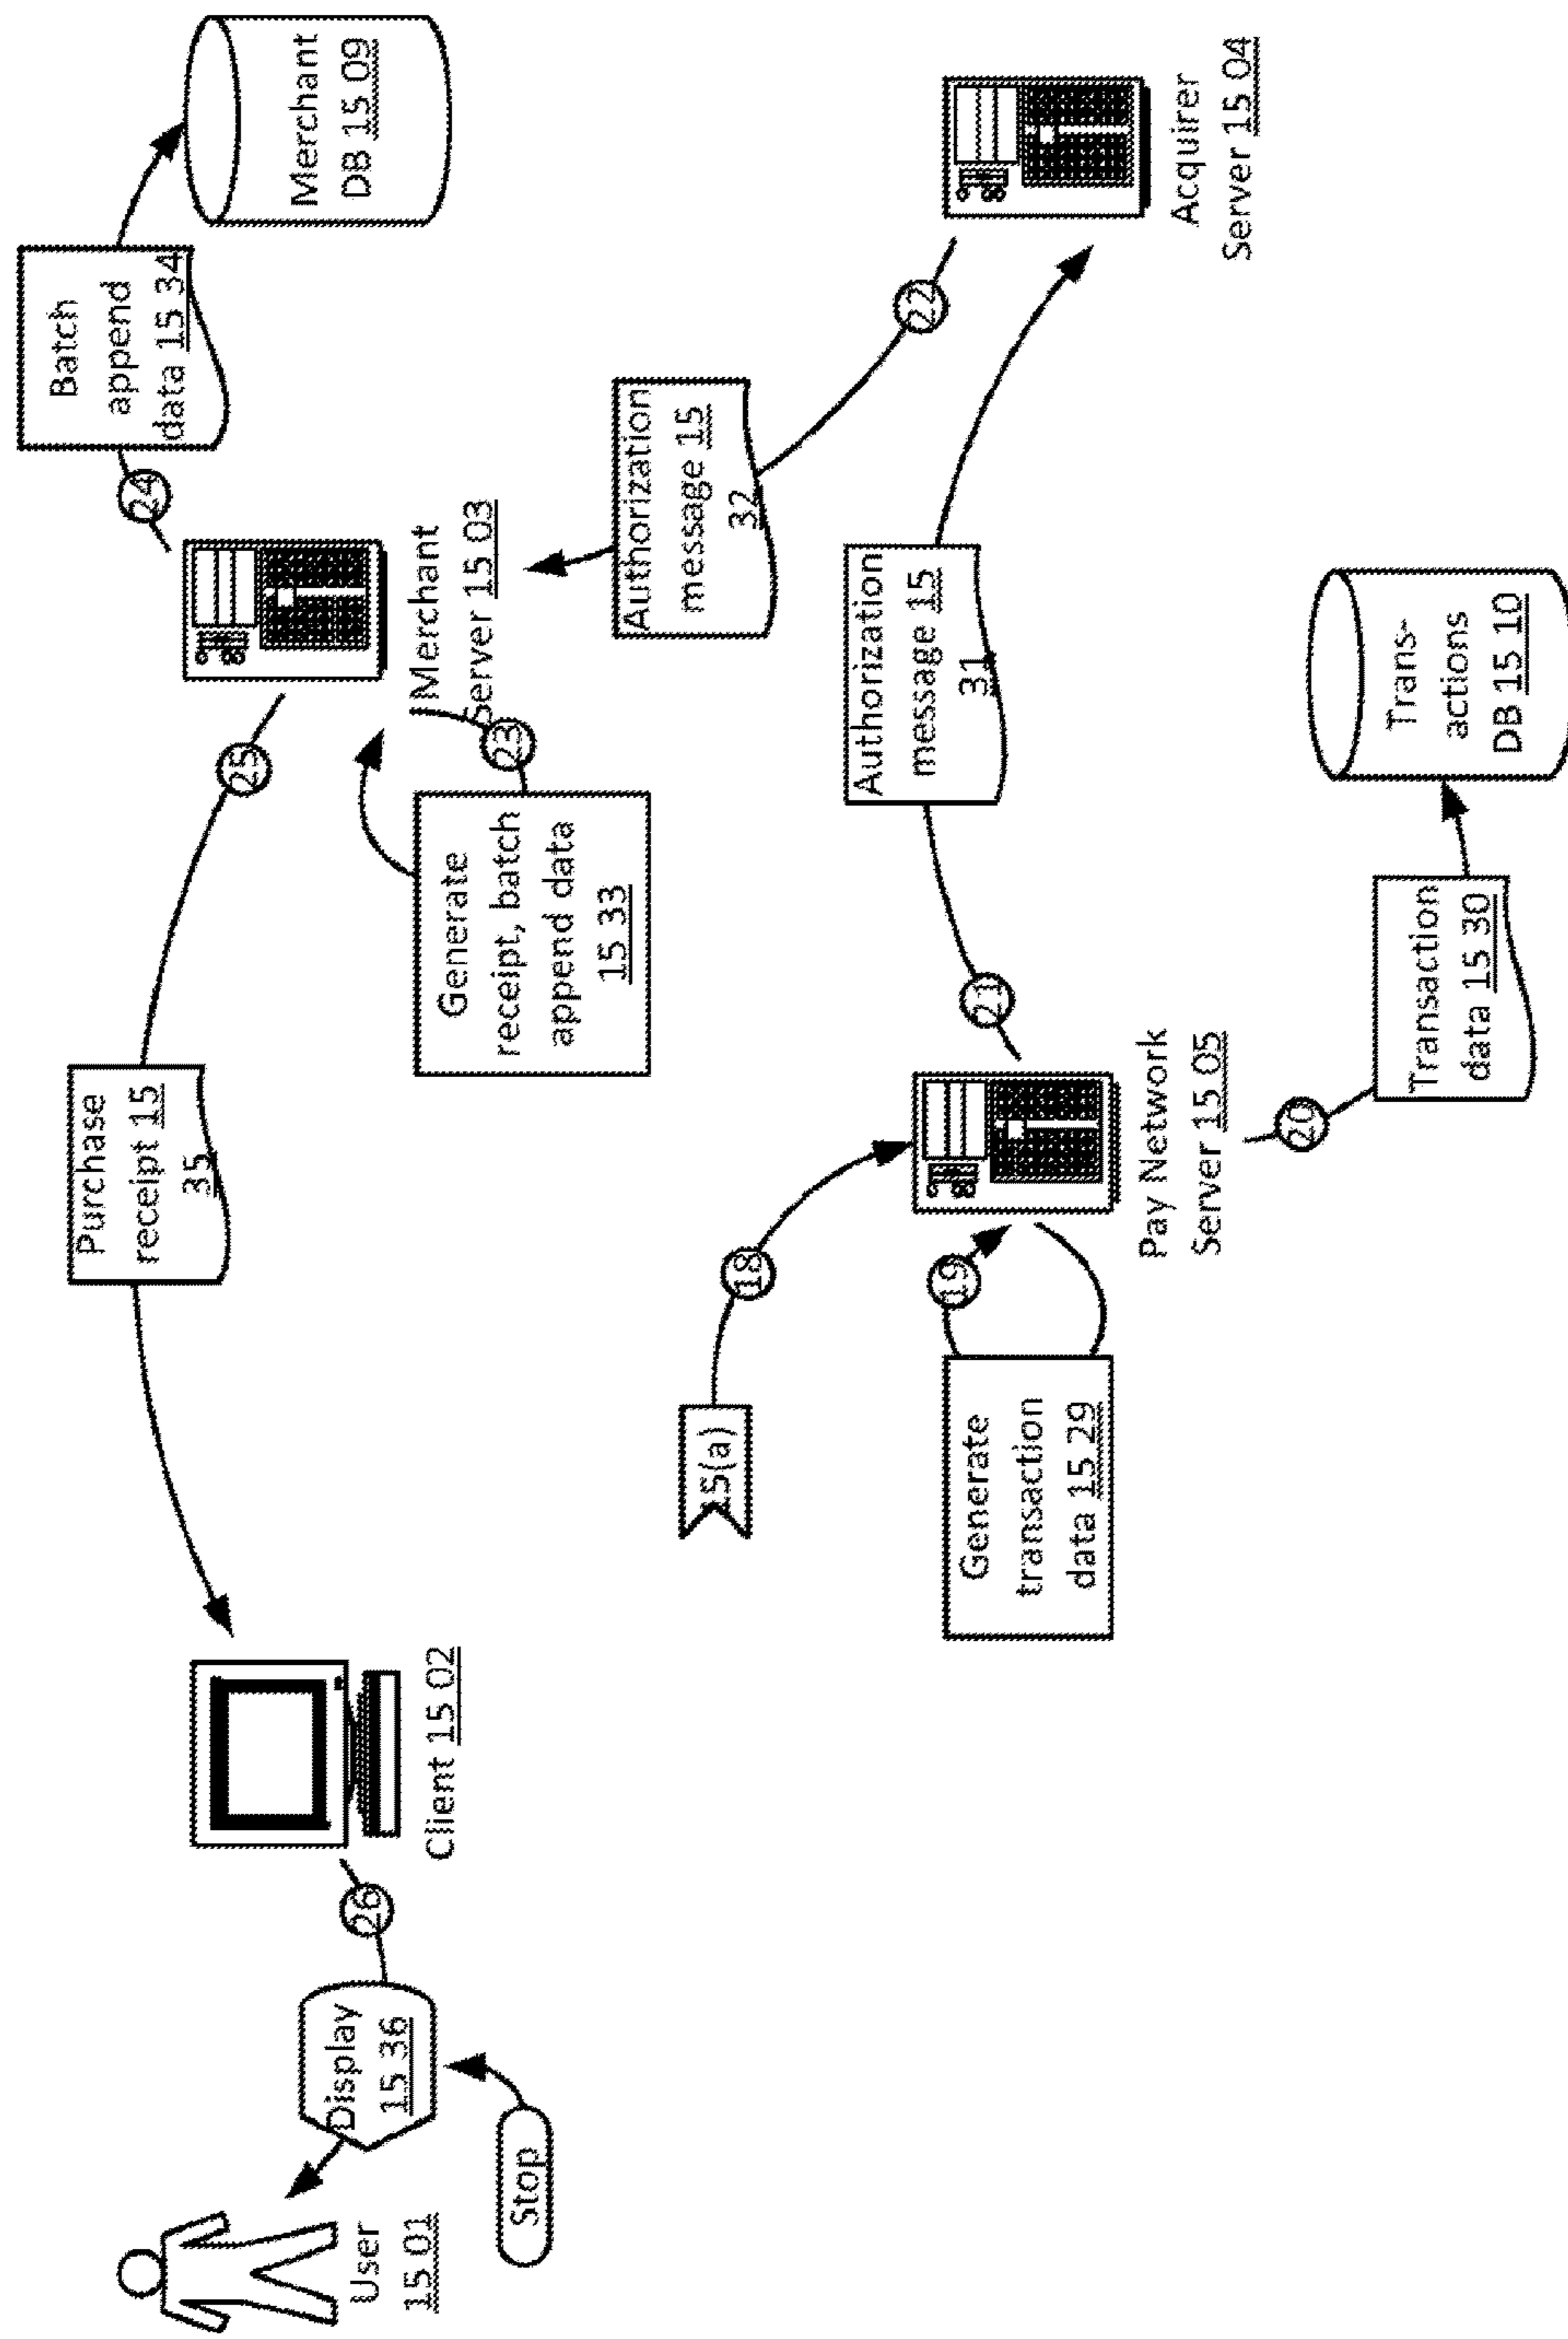 User
15 01
Display
15 36
Stop
26
Client 15 02
Purchase
receipt 15
35
25
Merchant
Server 15 03
24
Batch
append
data 15 34
Merchant
DB 15 09
23
Generate
receipt, batch
append data
15 33
Authorization
message 15
32
22
Acquirer
Server 15 04
15(a)
18
19
Generate
transaction
data 15 29
Pay Network
Server 15 05
21
Authorization
message 15
31
20
Transaction
data 15 30
Trans-
actions
DB 15 10